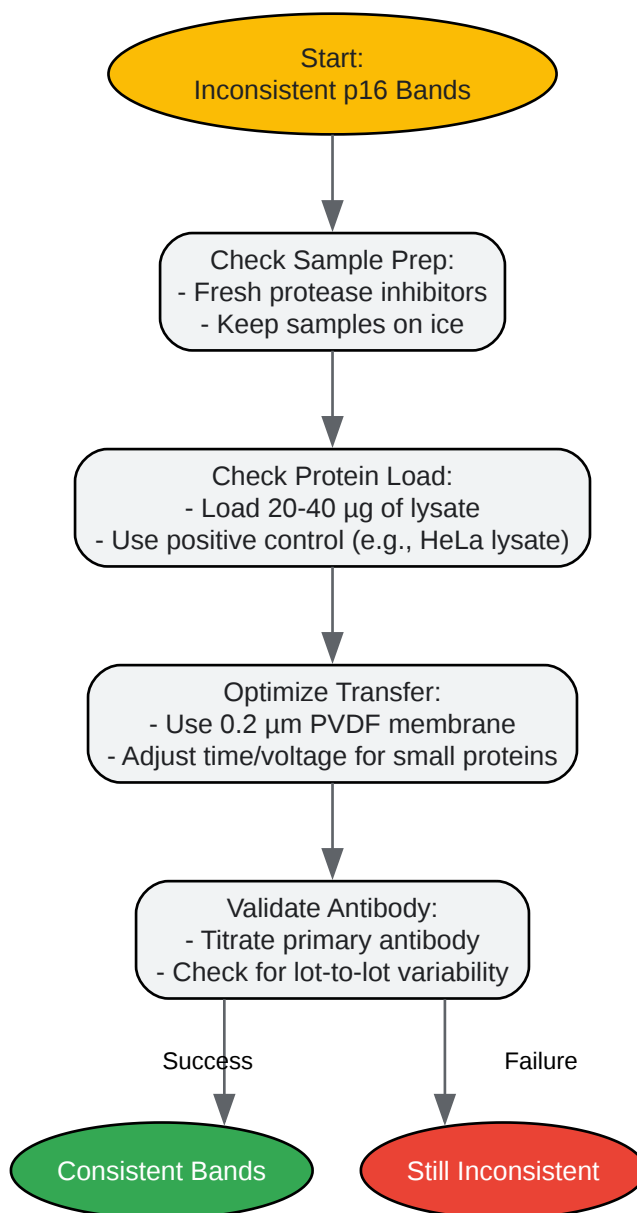 Start:
Inconsistent p16 Bands
Check Sample Prep:
- Fresh protease inhibitors
- Keep samples on ice
Check Protein Load:
- Load 20-40 µg of lysate
- Use positive control (e.g., HeLa lysate)
Optimize Transfer:
- Use 0.2 µm PVDF membrane
- Adjust time/voltage for small proteins
Validate Antibody:
- Titrate primary antibody
- Check for lot-to-lot variability
Success
Failure
Consistent Bands
Still Inconsistent